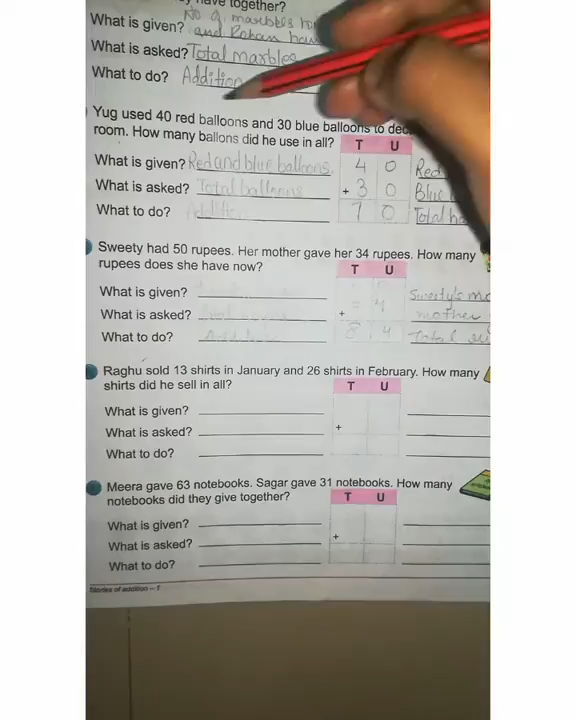 have together?
What is given? No of marbles
and Rohan
What is asked? Total marbles
What to do? Addition
Yug used 40 red balloons and 30 blue balloons to dec
room. How many ballons did he use in all? T U
What is given? Red and blue balloons. 4 0 Red
What is asked? Total balloons + 3 0 Blue
What to do? Addition 7 0 Total
Sweety had 50 rupees. Her mother gave her 34 rupees. How many
rupees does she have now? T U
What is given? Sweety's
What is asked? + 4 mother
What to do? 8 4 Total
Raghu sold 13 shirts in January and 26 shirts in February. How many
shirts did he sell in all? T U
What is given?
What is asked? +
What to do?
Meera gave 63 notebooks. Sagar gave 31 notebooks. How many
notebooks did they give together? T U
What is given?
What is asked? +
What to do?
Stories of addition – 1